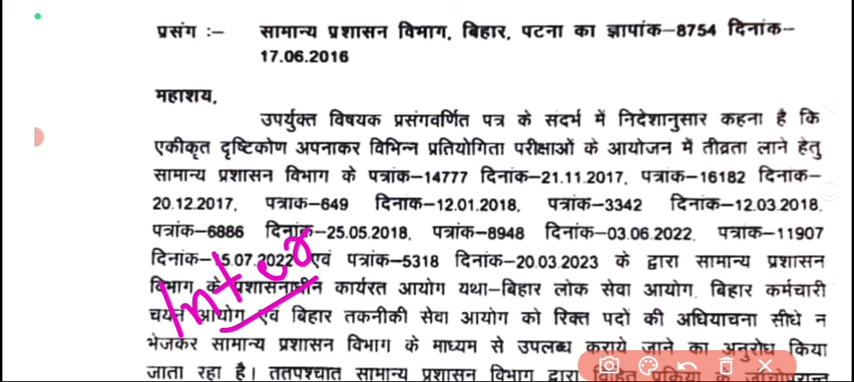 प्रसंग :– सामान्य प्रशासन विभाग, बिहार, पटना का ज्ञापांक–8754 दिनांक–
17.06.2016
महाशय,
उपर्युक्त विषयक प्रसंगवर्णित पत्र के संदर्भ में निदेशानुसार कहना है कि
एकीकृत दृष्टिकोण अपनाकर विभिन्न प्रतियोगिता परीक्षाओं के आयोजन में तीव्रता लाने हेतु
सामान्य प्रशासन विभाग के पत्रांक–14777 दिनांक–21.11.2017, पत्रांक–16182 दिनांक–
20.12.2017, पत्रांक–649 दिनांक–12.01.2018, पत्रांक–3342 दिनांक–12.03.2018,
पत्रांक–6886 दिनांक–25.05.2018, पत्रांक–8948 दिनांक–03.06.2022, पत्रांक–11907
दिनांक–15.07.2022 एवं पत्रांक–5318 दिनांक–20.03.2023 के द्वारा सामान्य प्रशासन
विभाग के प्रशासनाधीन कार्यरत आयोग यथा–बिहार लोक सेवा आयोग, बिहार कर्मचारी
चयन आयोग एवं बिहार तकनीकी सेवा आयोग को रिक्त पदों की अधियाचना सीधे न
भेजकर सामान्य प्रशासन विभाग के माध्यम से उपलब्ध कराये जाने का अनुरोध किया
जाता रहा है। ततपश्चात सामान्य प्रशासन विभाग द्वारा